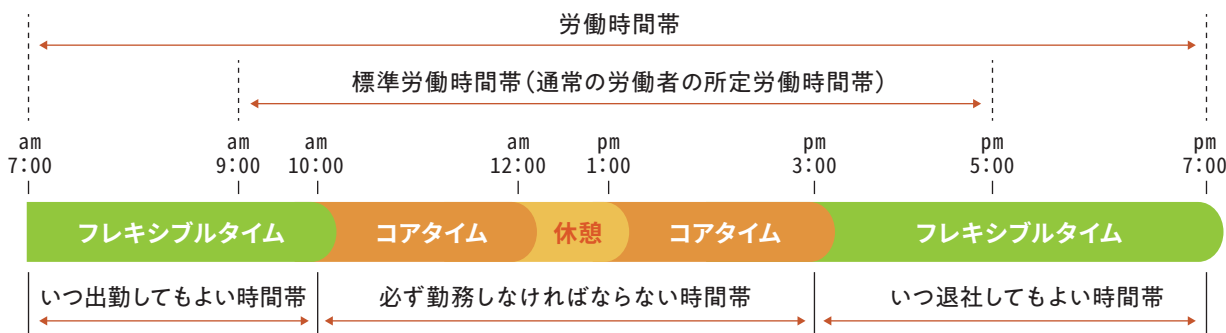 労働時間帯
標準労働時間帯（通常の労働者の所定労働時間帯）
am 7:00
am 9:00
am 10:00
am 12:00
pm 1:00
pm 3:00
pm 5:00
pm 7:00
フレキシブルタイム
コアタイム
休憩
コアタイム
フレキシブルタイム
いつ出勤してもよい時間帯
必ず勤務しなければならない時間帯
いつ退社してもよい時間帯